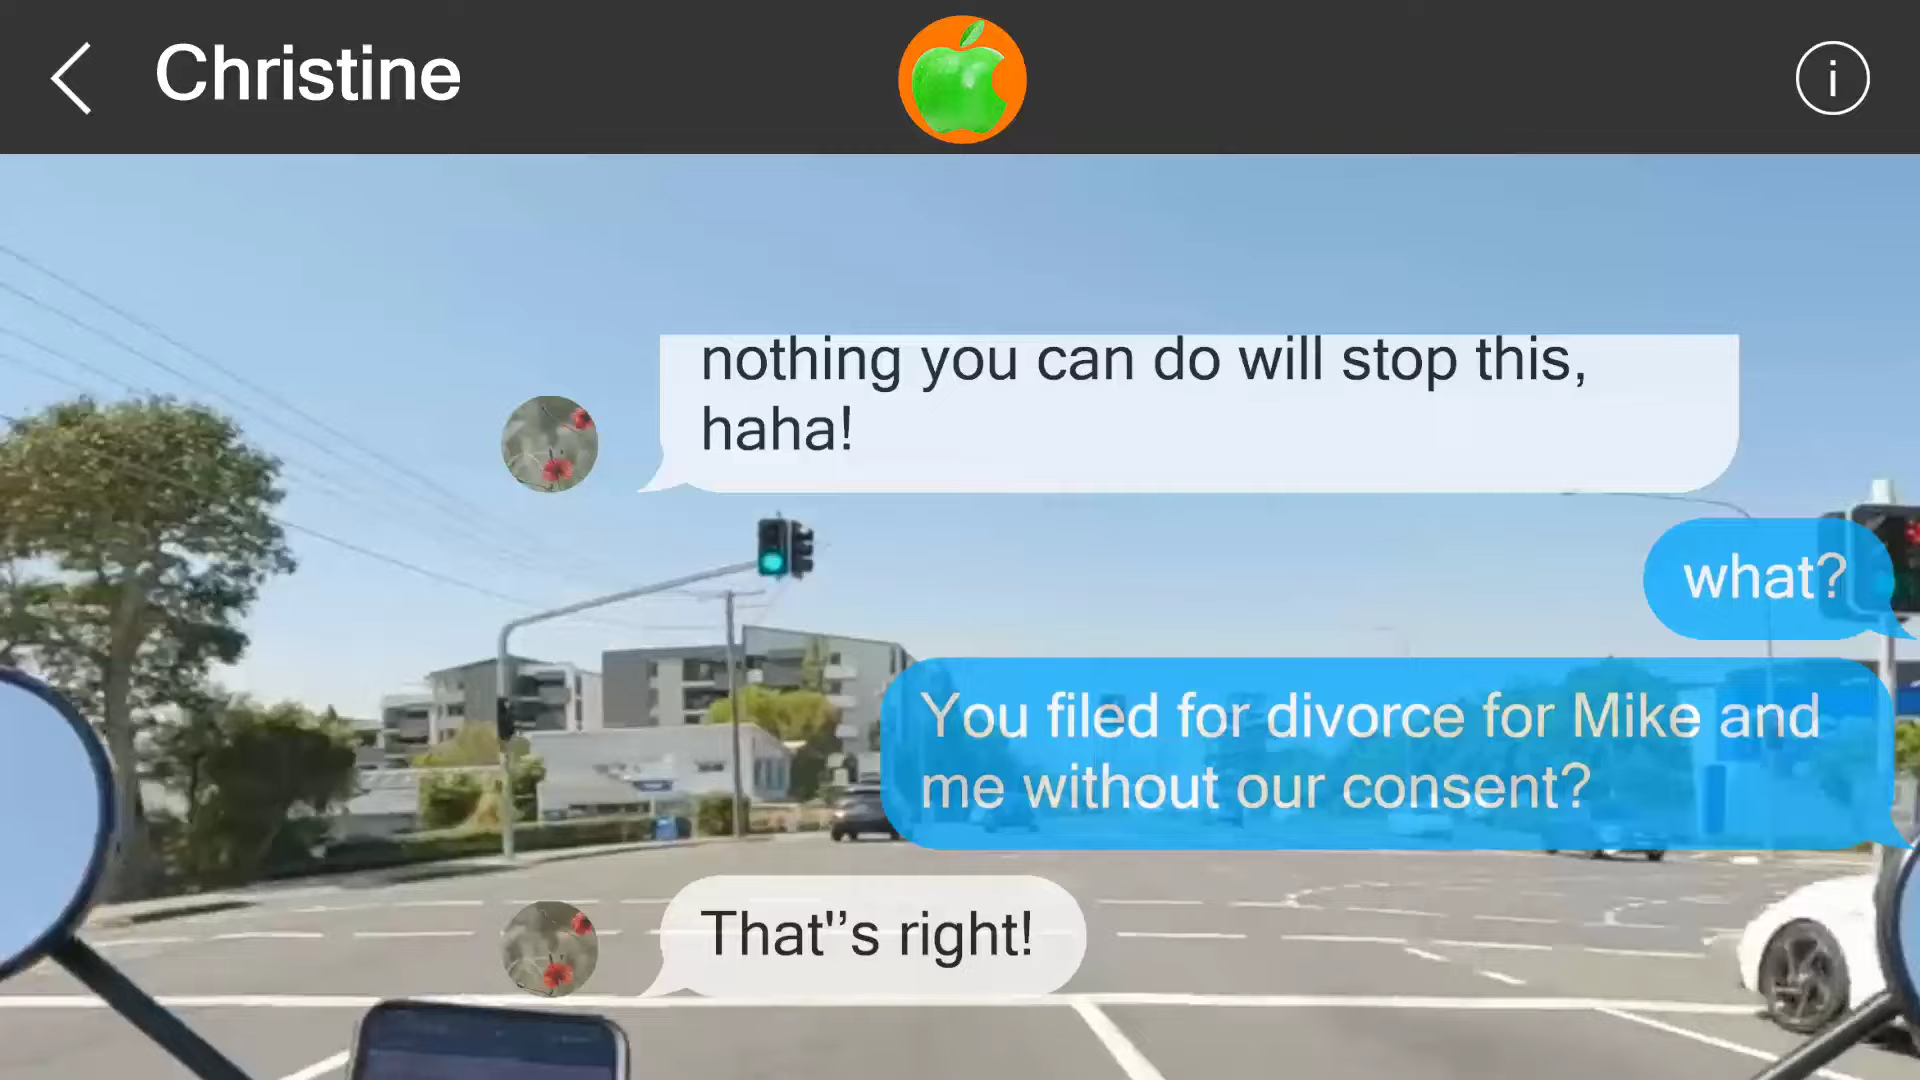 Christine
i
nothing you can do will stop this,
haha!
what?
You filed for divorce for Mike and
me without our consent?
That"’s right!